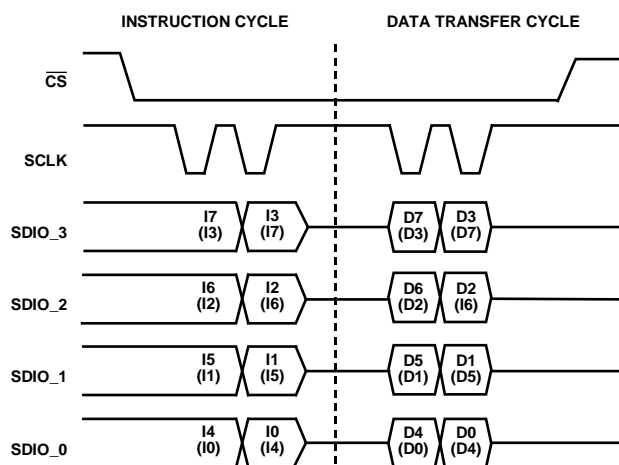 INSTRUCTION CYCLE DATA TRANSFER CYCLE
CS
SCLK
SDIO_3 I7 I3 D7 D3
(I3) (I7) (D3) (D7)
SDIO_2 I6 I2 D6 D2
(I2) (I6) (D2) (I6)
SDIO_1 I5 I1 D5 D1
(I1) (I5) (D1) (D5)
SDIO_0 I4 I0 D4 D0
(I0) (I4) (D0) (D4)